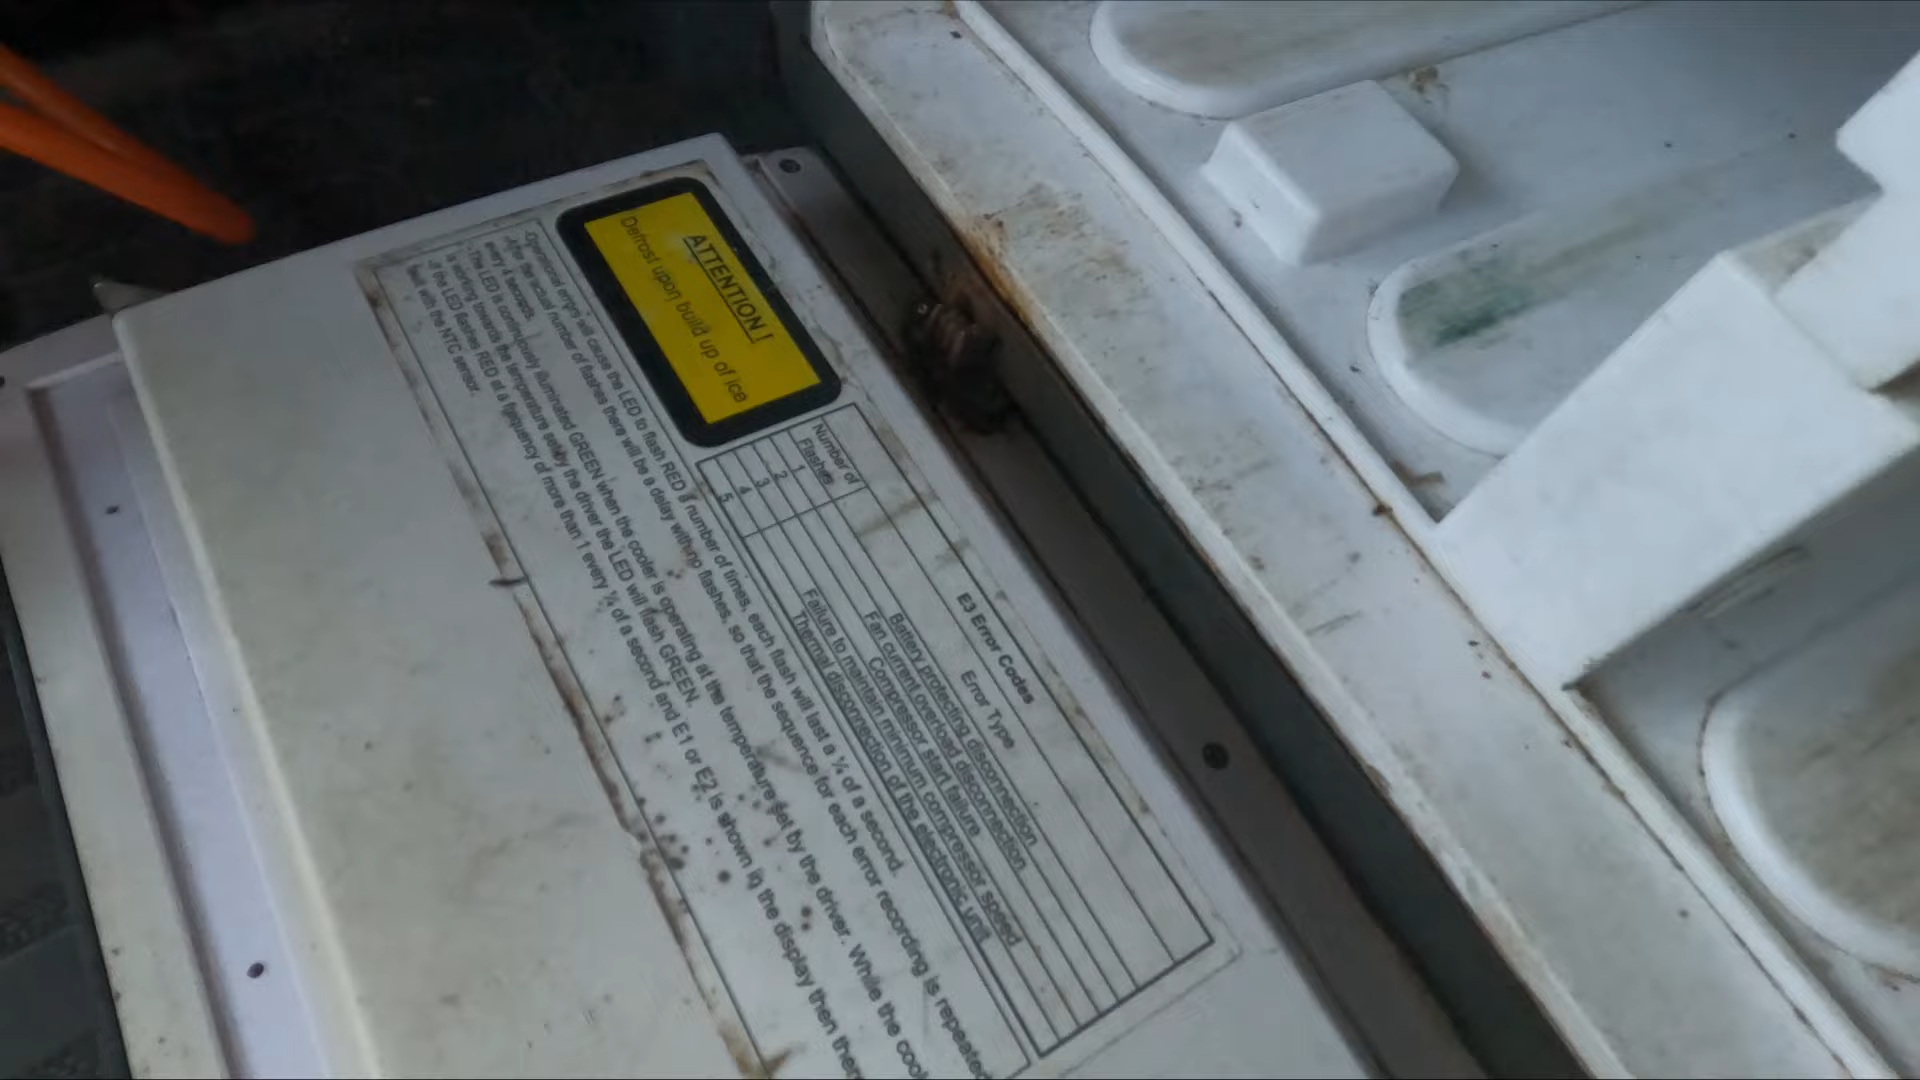 ATTENTION !
Defrost upon build up of ice
E3 Error Codes
Number of
Flashes
Error Type
1
Battery protecting disconnection
2
Fan current overload disconnection
3
Compressor start failure
4
Failure to maintain minimum compressor speed
5
Thermal disconnection of the electronic unit
-Operational errors will cause the LED to flash RED a number of times, each flash will last a ¼ of a second.
-After the actual number of flashes there will be a delay with no flashes, so that the sequence for each error recording is repeated
every 4 seconds.
-The LED is continuously illuminated GREEN when the cooler is operating at the temperature set by the driver. While the cool
is working towards the temperature set by the driver the LED will flash GREEN.
-If the LED flashes RED at a frequency of more than 1 every ¼ of a second and E1 or E2 is shown in the display then ther
fault with the NTC sensor.